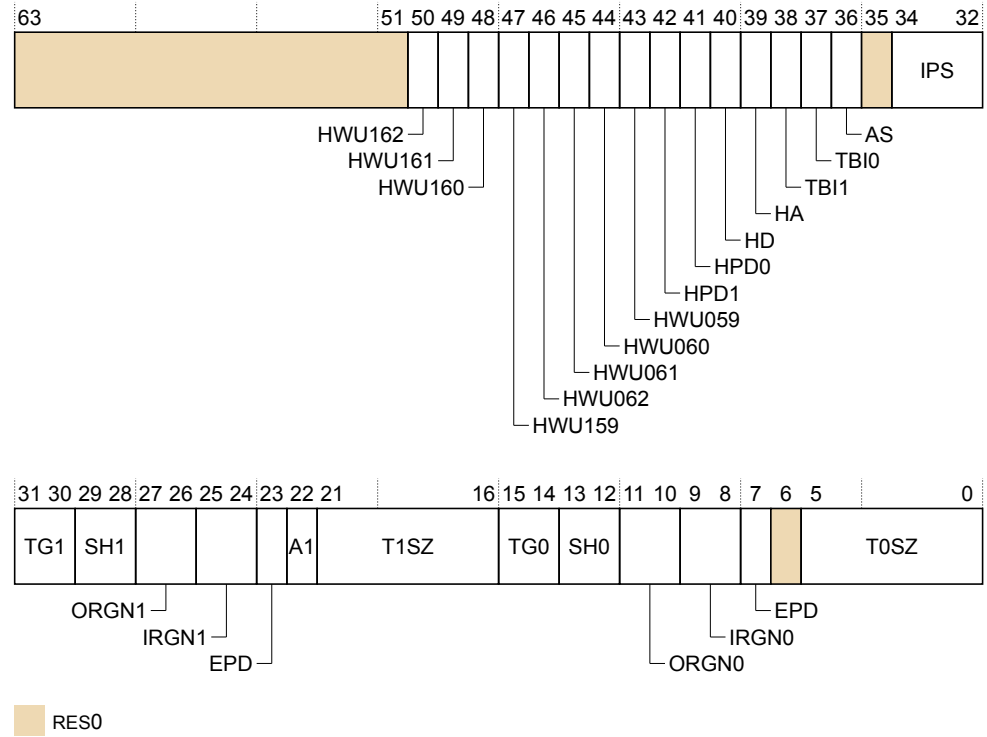 63 51 50 49 48 47 46 45 44 43 42 41 40 39 38 37 36 35 34 32
IPS
HWU162 AS
HWU161 TBI0
HWU160 TBI1
HA
HD
HPD0
HPD1
HWU059
HWU060
HWU061
HWU062
HWU159
31 30 29 28 27 26 25 24 23 22 21 16 15 14 13 12 11 10 9 8 7 6 5 0
TG1 SH1 A1 T1SZ TG0 SH0 T0SZ
ORGN1 EPD
IRGN1 IRGN0
EPD ORGN0
RES0